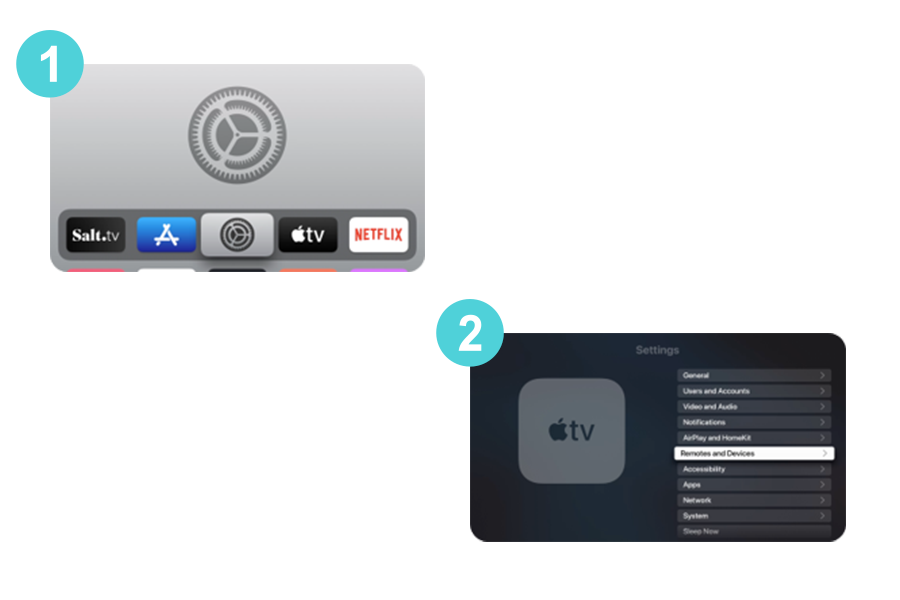 1
Salt.tv
tv
NETFLIX
2
Settings
tv
General
Users and Accounts
Video and Audio
Notifications
AirPlay and HomeKit
Remotes and Devices
Accessibility
Apps
Network
System
Sleep Now